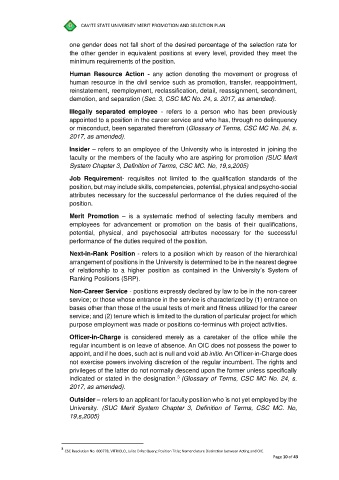 CAVITE STATE UNIVERSITY MERIT PROMOTION AND SELECTION PLAN
one gender does not fall short of the desired percentage of the selection rate for
the other gender in equivalent positions at every level, provided they meet the
minimum requirements of the position.
Human Resource Action - any action denoting the movement or progress of
human resource in the civil service such as promotion, transfer, reappointment,
reinstatement, reemployment, reclassification, detail, reassignment, secondment,
demotion, and separation (Sec. 3, CSC MC No. 24, s. 2017, as amended).
Illegally separated employee - refers to a person who has been previously
appointed to a position in the career service and who has, through no delinquency
or misconduct, been separated therefrom (Glossary of Terms, CSC MC No. 24, s.
2017, as amended).
Insider – refers to an employee of the University who is interested in joining the
faculty or the members of the faculty who are aspiring for promotion (SUC Merit
System Chapter 3, Definition of Terms, CSC MC. No, 19,s,2005)
Job Requirement- requisites not limited to the qualification standards of the
position, but may include skills, competencies, potential, physical and psycho-social
attributes necessary for the successful performance of the duties required of the
position.
Merit Promotion – is a systematic method of selecting faculty members and
employees for advancement or promotion on the basis of their qualifications,
potential, physical, and psychosocial attributes necessary for the successful
performance of the duties required of the position.
Next-in-Rank Position - refers to a position which by reason of the hierarchical
arrangement of positions in the University is determined to be in the nearest degree
of relationship to a higher position as contained in the University's System of
Ranking Positions (SRP).
Non-Career Service - positions expressly declared by law to be in the non-career
service; or those whose entrance in the service is characterized by (1) entrance on
bases other than those of the usual tests of merit and fitness utilized for the career
service; and (2) tenure which is limited to the duration of particular project for which
purpose employment was made or positions co-terminus with project activities.
Officer-In-Charge is considered merely as a caretaker of the office while the
regular incumbent is on leave of absence. An OIC does not possess the power to
appoint, and if he does, such act is null and void ab initio. An Officer-in-Charge does
not exercise powers involving discretion of the regular incumbent. The rights and
privileges of the latter do not normally descend upon the former unless specifically
indicated or stated in the designation.5 (Glossary of Terms, CSC MC No. 24, s.
2017, as amended).
Outsider – refers to an applicant for faculty position who is not yet employed by the
University. (SUC Merit System Chapter 3, Definition of Terms, CSC MC. No,
19,s,2005)
5 CSC Resolution No. Re: Query; Position Title; Nomenclature Distinction between Acting and OIC
Page 10 of 43